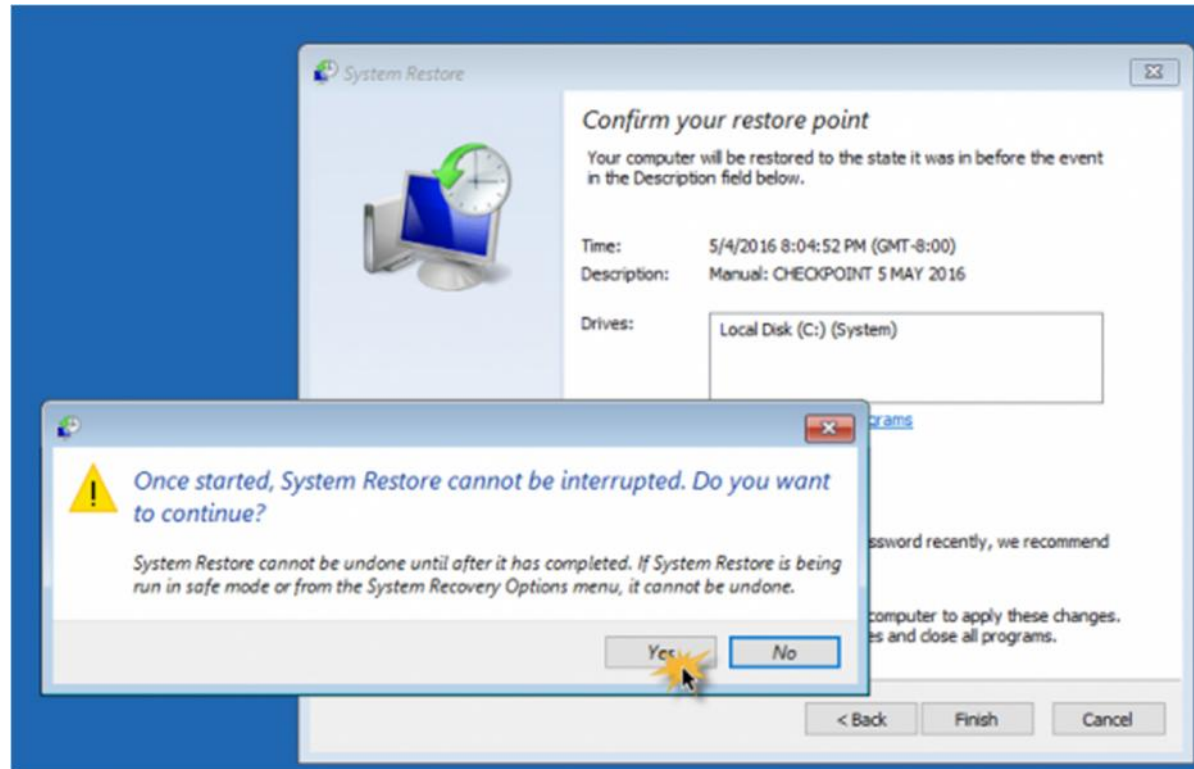 System Restore
Confirm your restore point
Your computer will be restored to the state it was in before the event
in the Description field below.
Time: 5/4/2016 8:04:52 PM (GMT-8:00)
Description: Manual: CHECKPOINT 5 MAY 2016
Drives: Local Disk (C:) (System)
Once started, System Restore cannot be interrupted. Do you want
to continue?
System Restore cannot be undone until after it has completed. If System Restore is being
run in safe mode or from the System Recovery Options menu, it cannot be undone.
Yes No
recently, we recommend
computer to apply these changes.
and close all programs.
< Back Finish Cancel